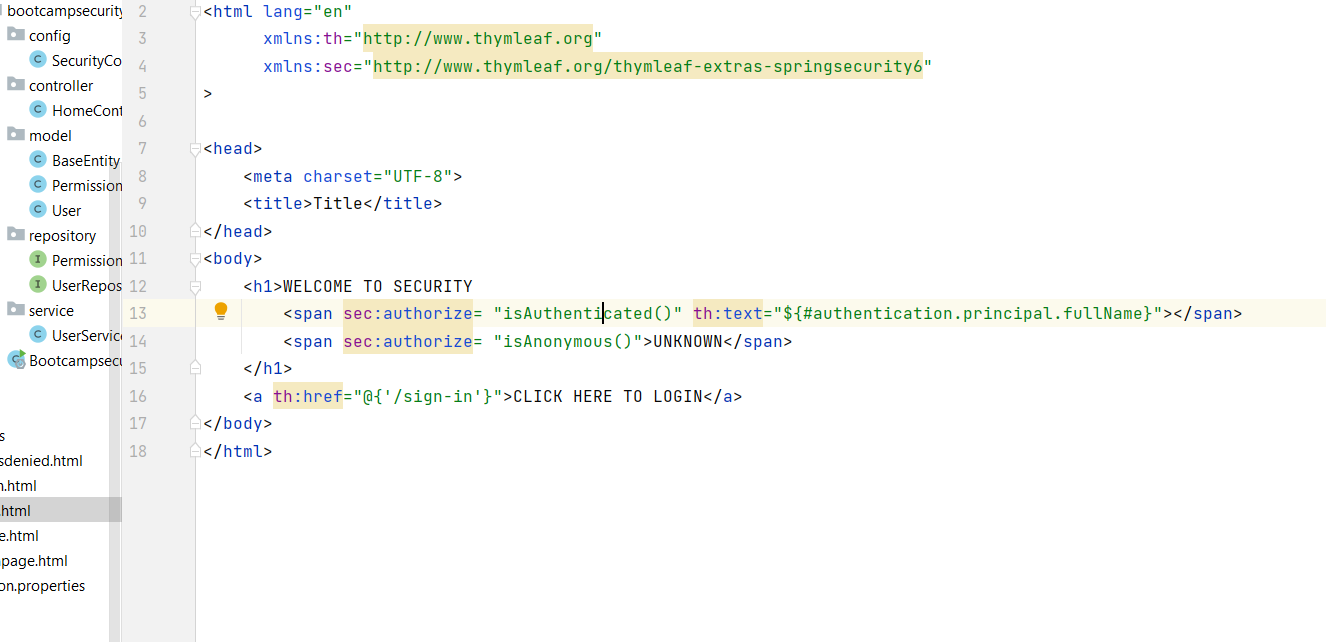 bootcampsecurity
config
SecurityCo
controller
HomeCont
model
BaseEntity
Permission
User
repository
Permission
UserRepos
service
UserService
Bootcampsecu
s
sdenied.html
n.html
.html
e.html
page.html
on.properties
2 <html lang="en"
3 xmlns:th="http://www.thymleaf.org"
4 xmlns:sec="http://www.thymleaf.org/thymleaf-extras-springsecurity6"
5 >
6
7 <head>
8 <meta charset="UTF-8">
9 <title>Title</title>
10 </head>
11 <body>
12 <h1>WELCOME TO SECURITY
13 <span sec:authorize= "isAuthenticated()" th:text="${#authentication.principal.fullName}"></span>
14 <span sec:authorize= "isAnonymous()">UNKNOWN</span>
15 </h1>
16 <a th:href="@{'/sign-in'}">CLICK HERE TO LOGIN</a>
17 </body>
18 </html>